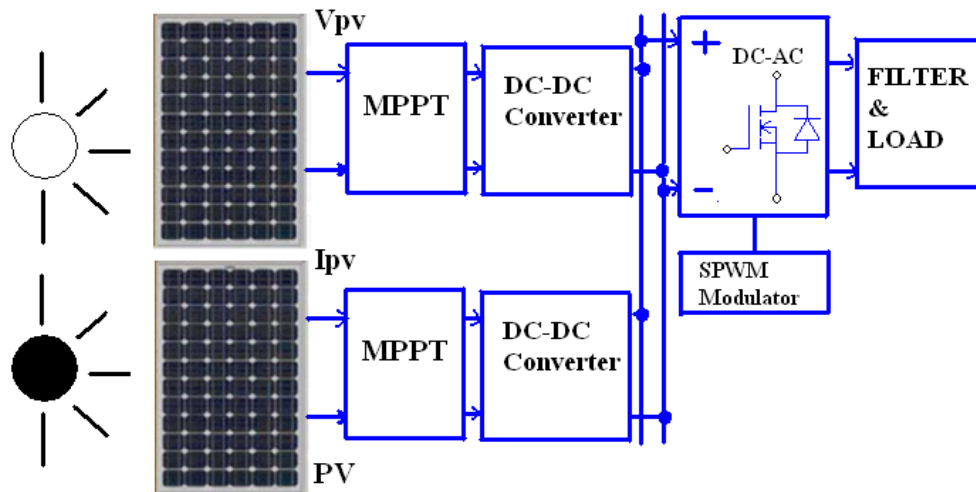 Vpv
MPPT
DC-DC
Converter
+
-
DC-AC
FILTER
&
LOAD
SPWM
Modulator
Ipv
MPPT
DC-DC
Converter
PV